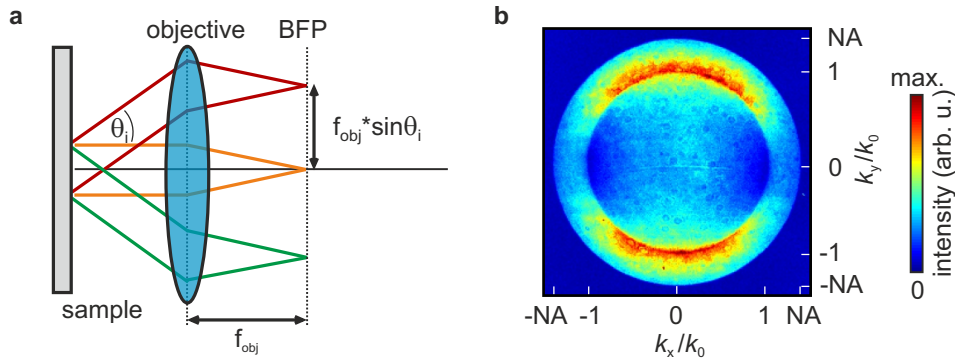 a
objective
BFP
θi
fobj*sinθi
sample
fobj
b
NA
1
0
-1
-NA
ky/k0
-NA
-1
0
1
NA
kx/k0
max.
0
intensity (arb. u.)